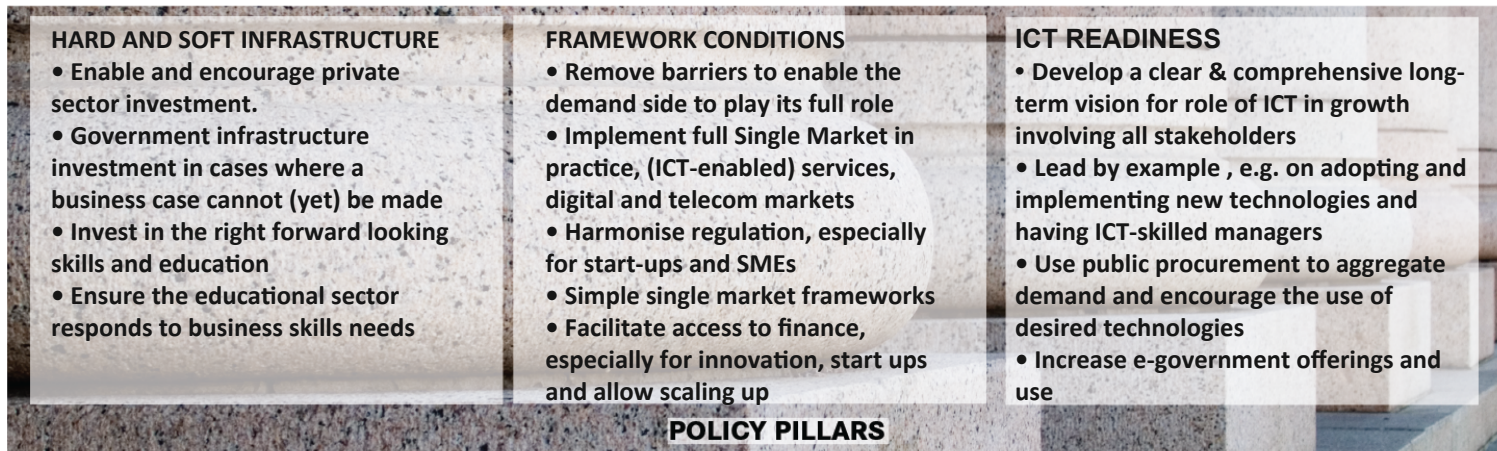 HARD AND SOFT INFRASTRUCTURE
• Enable and encourage private
sector investment.
• Government infrastructure
investment in cases where a
business case cannot (yet) be made
• Invest in the right forward looking
skills and education
• Ensure the educational sector
responds to business skills needs
FRAMEWORK CONDITIONS
• Remove barriers to enable the
demand side to play its full role
• Implement full Single Market in
practice, (ICT-enabled) services,
digital and telecom markets
• Harmonise regulation, especially
for start-ups and SMEs
• Simple single market frameworks
• Facilitate access to finance,
especially for innovation, start ups
and allow scaling up
ICT READINESS
• Develop a clear & comprehensive long-
term vision for role of ICT in growth
involving all stakeholders
• Lead by example , e.g. on adopting and
implementing new technologies and
having ICT-skilled managers
• Use public procurement to aggregate
demand and encourage the use of
desired technologies
• Increase e-government offerings and
use
POLICY PILLARS